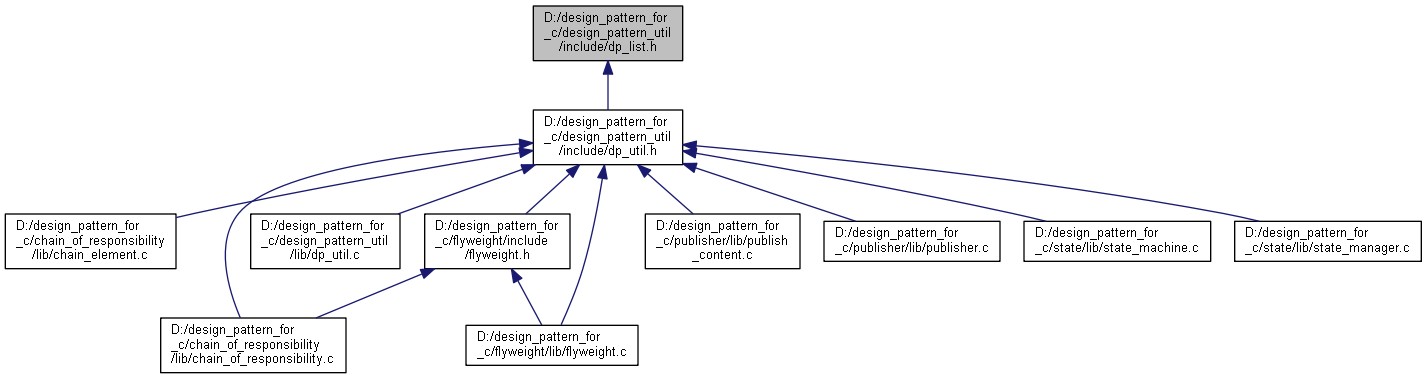 D:/design_pattern_for
_c/design_pattern_util
/include/dp_list.h
D:/design_pattern_for
_c/design_pattern_util
/include/dp_util.h
D:/design_pattern_for
_c/chain_of_responsibility
/lib/chain_element.c
D:/design_pattern_for
_c/design_pattern_util
/lib/dp_util.c
D:/design_pattern_for
_c/flyweight/include
/flyweight.h
D:/design_pattern_for
_c/publisher/lib/publish
_content.c
D:/design_pattern_for
_c/publisher/lib/publisher.c
D:/design_pattern_for
_c/state/lib/state_machine.c
D:/design_pattern_for
_c/state/lib/state_manager.c
D:/design_pattern_for
_c/chain_of_responsibility
/lib/chain_of_responsibility.c
D:/design_pattern_for
_c/flyweight/lib/flyweight.c